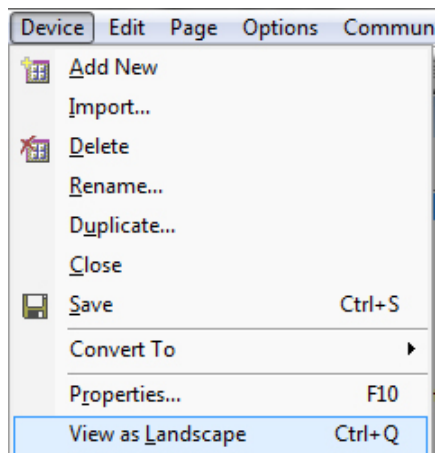 Device Edit Page Options Commun
Add New
Import...
Delete
Rename...
Duplicate...
Close
Save Ctrl+S
Convert To
Properties... F10
View as Landscape Ctrl+Q